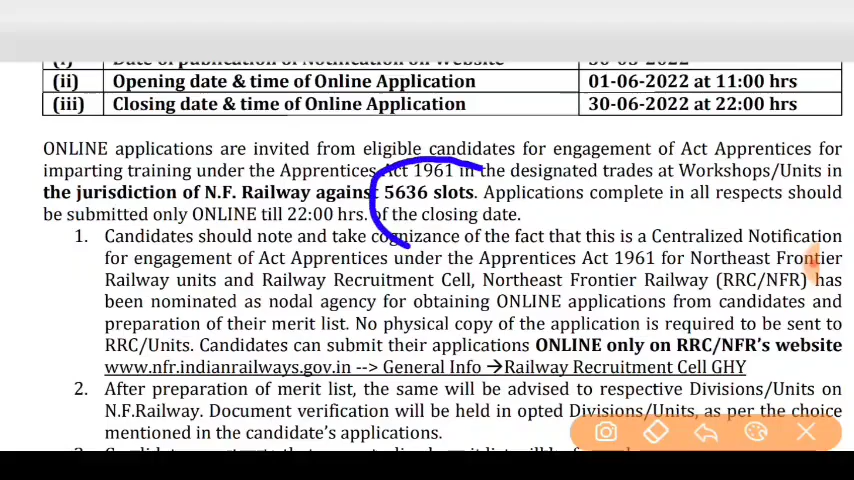 (i) Date of publication of Notification on Website 30-05-2022
(ii) Opening date & time of Online Application 01-06-2022 at 11:00 hrs
(iii) Closing date & time of Online Application 30-06-2022 at 22:00 hrs
ONLINE applications are invited from eligible candidates for engagement of Act Apprentices for
imparting training under the Apprentices Act 1961 in the designated trades at Workshops/Units in
the jurisdiction of N.F. Railway against 5636 slots. Applications complete in all respects should
be submitted only ONLINE till 22:00 hrs. of the closing date.
1. Candidates should note and take cognizance of the fact that this is a Centralized Notification
for engagement of Act Apprentices under the Apprentices Act 1961 for Northeast Frontier
Railway units and Railway Recruitment Cell, Northeast Frontier Railway (RRC/NFR) has
been nominated as nodal agency for obtaining ONLINE applications from candidates and
preparation of their merit list. No physical copy of the application is required to be sent to
RRC/Units. Candidates can submit their applications ONLINE only on RRC/NFR's website
www.nfr.indianrailways.gov.in --> General Info →Railway Recruitment Cell GHY
2. After preparation of merit list, the same will be advised to respective Divisions/Units on
N.F.Railway. Document verification will be held in opted Divisions/Units, as per the choice
mentioned in the candidate's applications.